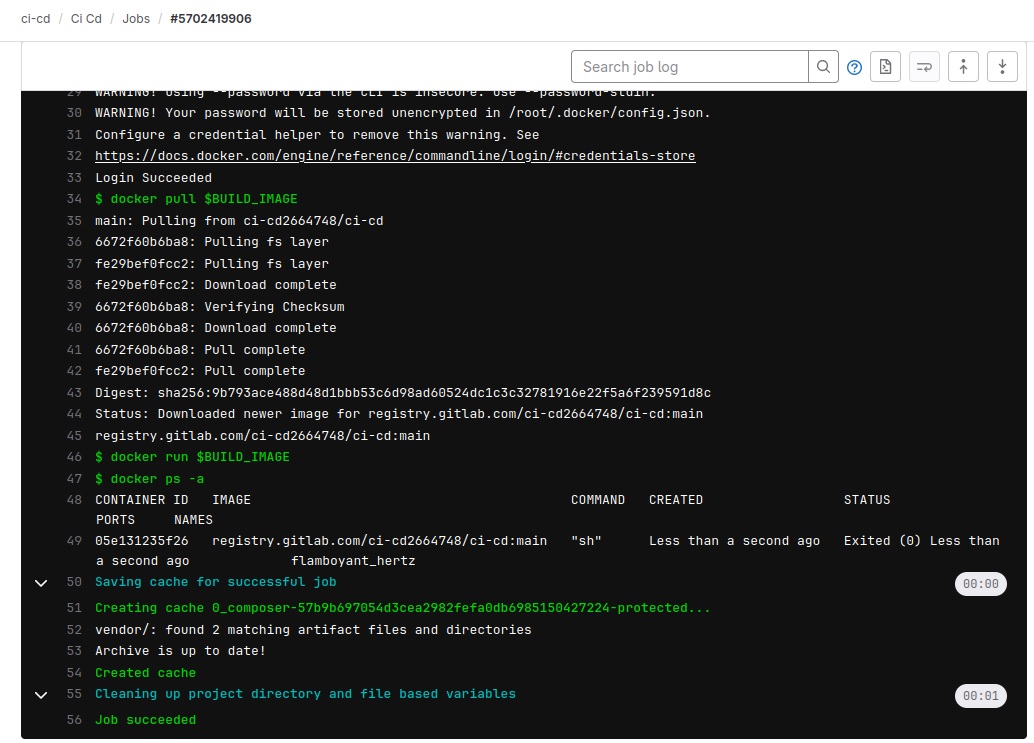 ci-cd / Ci Cd / Jobs / #5702419906
Search job log
29 WARNING! Using --password via the CLI is insecure. Use --password-stdin.
30 WARNING! Your password will be stored unencrypted in /root/.docker/config.json.
31 Configure a credential helper to remove this warning. See
32 https://docs.docker.com/engine/reference/commandline/login/#credentials-store
33 Login Succeeded
34 $ docker pull $BUILD_IMAGE
35 main: Pulling from ci-cd2664748/ci-cd
36 6672f60b6ba8: Pulling fs layer
37 fe29bef0fcc2: Pulling fs layer
38 fe29bef0fcc2: Download complete
39 6672f60b6ba8: Verifying Checksum
40 6672f60b6ba8: Download complete
41 6672f60b6ba8: Pull complete
42 fe29bef0fcc2: Pull complete
43 Digest: sha256:9b793ace488d48d1bbb53c6d98ad60524dc1c3c32781916e22f5a6f239591d8c
44 Status: Downloaded newer image for registry.gitlab.com/ci-cd2664748/ci-cd:main
45 registry.gitlab.com/ci-cd2664748/ci-cd:main
46 $ docker run $BUILD_IMAGE
47 $ docker ps -a
48 CONTAINER ID IMAGE COMMAND CREATED STATUS
PORTS NAMES
49 05e131235f26 registry.gitlab.com/ci-cd2664748/ci-cd:main "sh" Less than a second ago Exited (0) Less than
a second ago flamboyant_hertz
50 Saving cache for successful job 00:00
51 Creating cache 0_composer-57b9b697054d3cea2982fefa0db6985150427224-protected...
52 vendor/: found 2 matching artifact files and directories
53 Archive is up to date!
54 Created cache
55 Cleaning up project directory and file based variables 00:01
56 Job succeeded